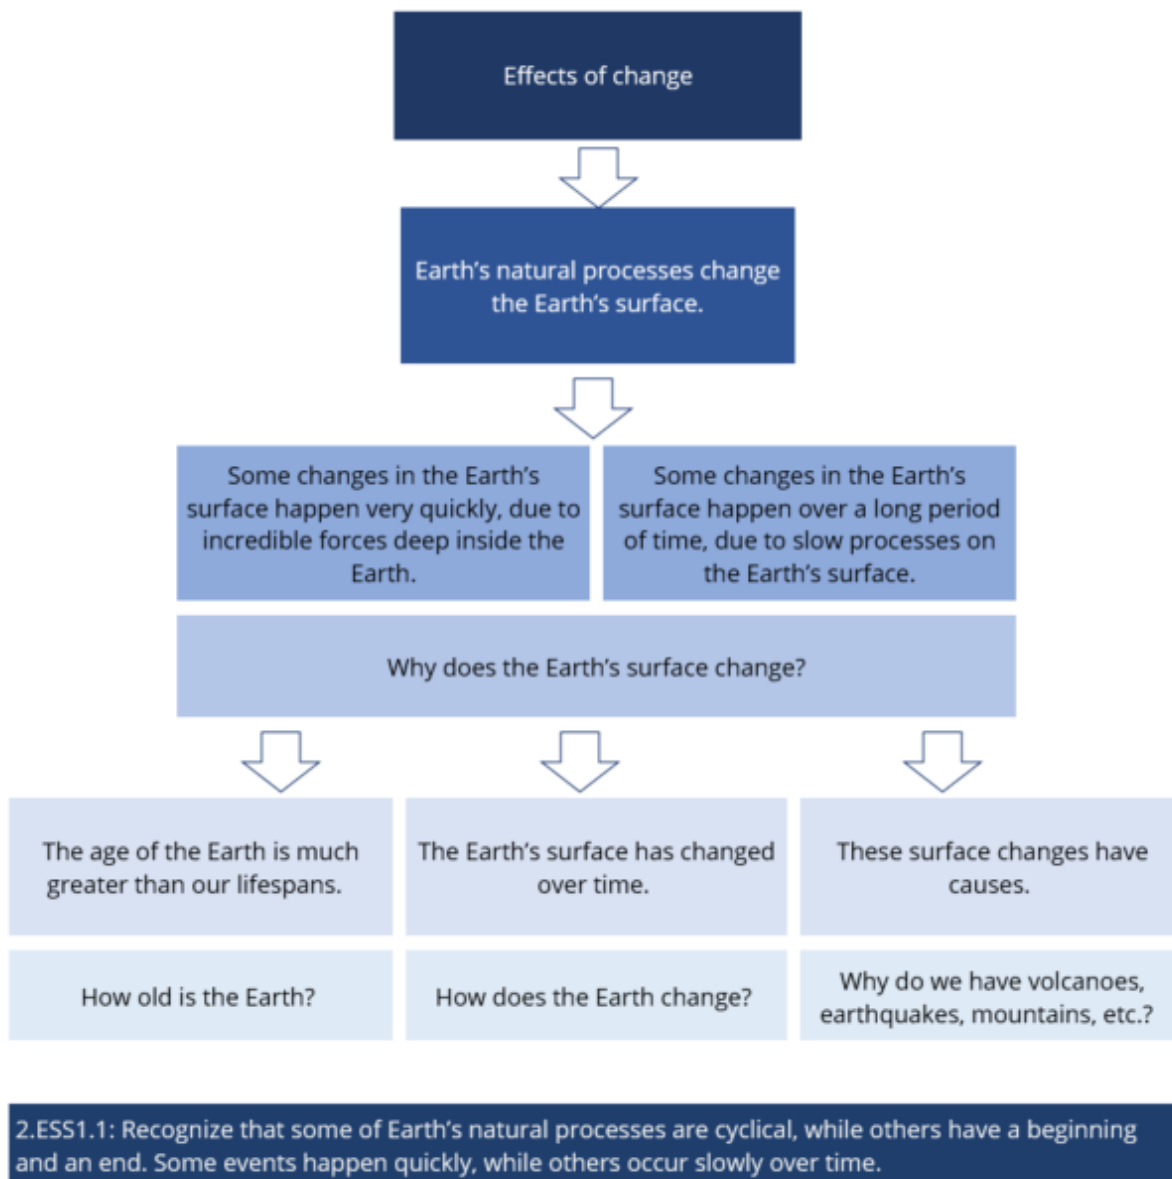 Effects of change
Earth's natural processes change
the Earth's surface.
Some changes in the Earth's
surface happen very quickly, due to
incredible forces deep inside the
Earth.
Some changes in the Earth's
surface happen over a long period
of time, due to slow processes on
the Earth's surface.
Why does the Earth's surface change?
The age of the Earth is much
greater than our lifespans.
The Earth's surface has changed
over time.
These surface changes have
causes.
How old is the Earth?
How does the Earth change?
Why do we have volcanoes,
earthquakes, mountains, etc.?
2.ESS1.1: Recognize that some of Earth's natural processes are cyclical, while others have a beginning
and an end. Some events happen quickly, while others occur slowly over time.